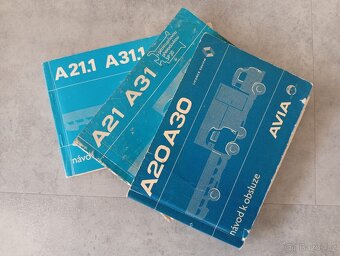 A21.1 A31.1
návod
A21 A31
A20 A30
AVIA
návod k obsluze